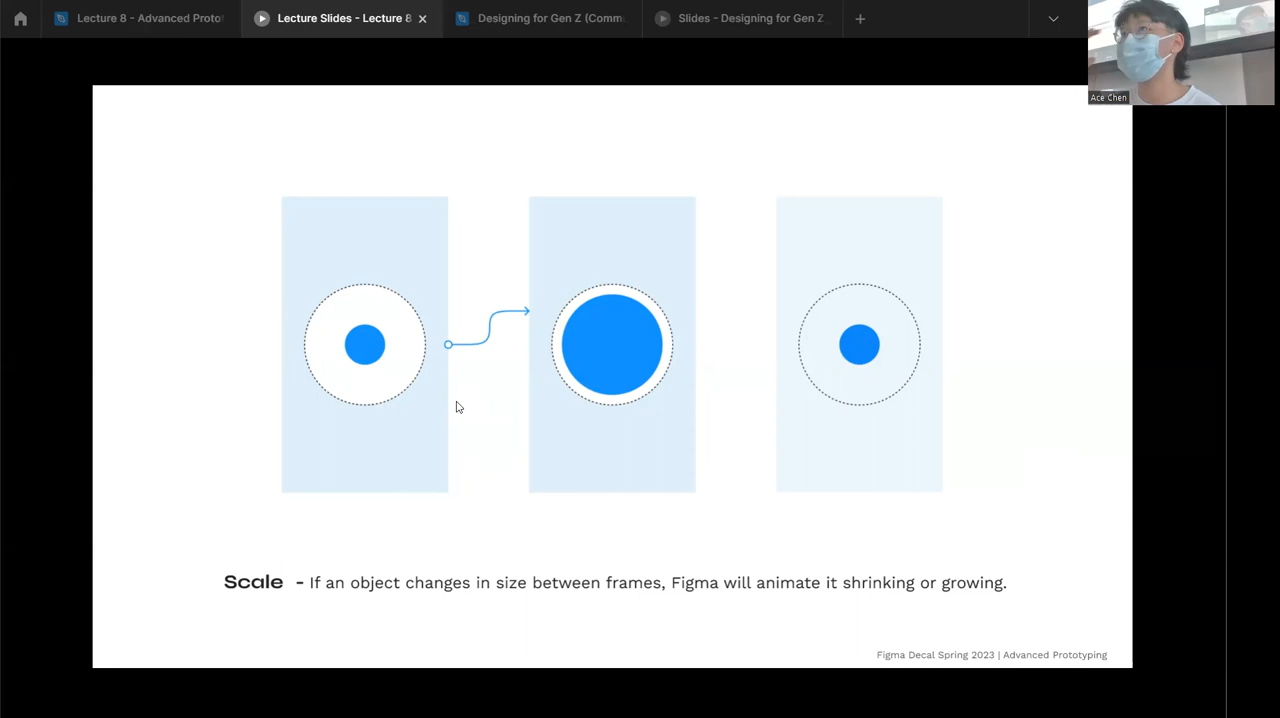 Lecture 8 - Advanced Proto
Lecture Slides - Lecture 8
Designing for Gen Z (Comm
Slides - Designing for Gen Z
Ace Chen
Scale - If an object changes in size between frames, Figma will animate it shrinking or growing.
Figma Decal Spring 2023 | Advanced Prototyping